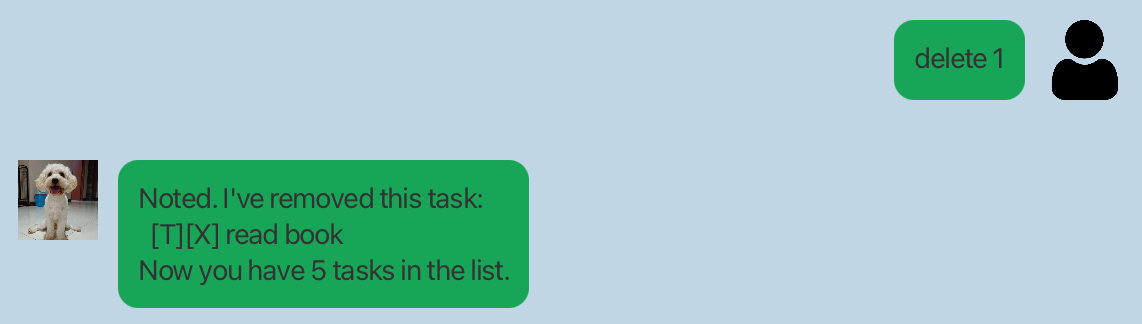 delete 1
Noted. I've removed this task:
[T][X] read book
Now you have 5 tasks in the list.